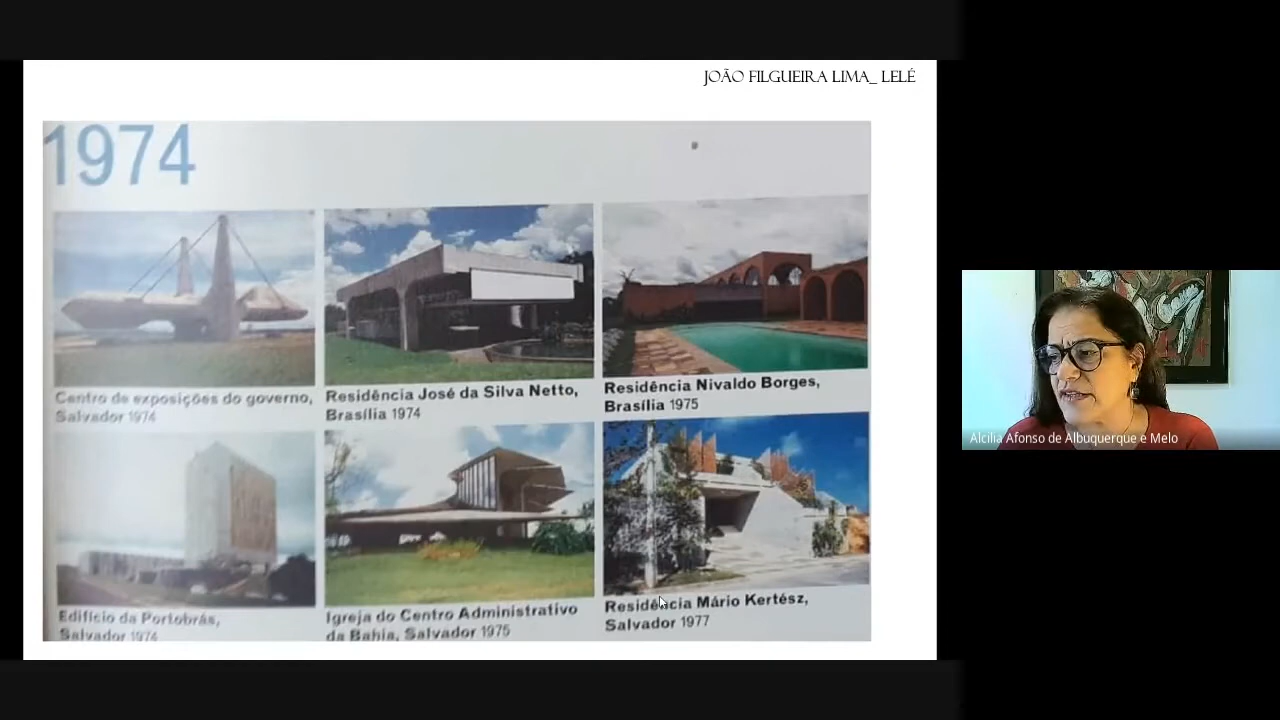 JOÃO FILGUEIRA LIMA_ LELÉ
1974
Centro de exposições do governo,
Salvador 1974
Residência José da Silva Netto,
Brasília 1974
Residência Nivaldo Borges,
Brasília 1975
Edifício da Portobrás,
Salvador 1974
Igreja do Centro Administrativo
da Bahia, Salvador 1975
Residência Mário Kertész,
Salvador 1977
Alcilia Afonso de Albuquerque e Melo